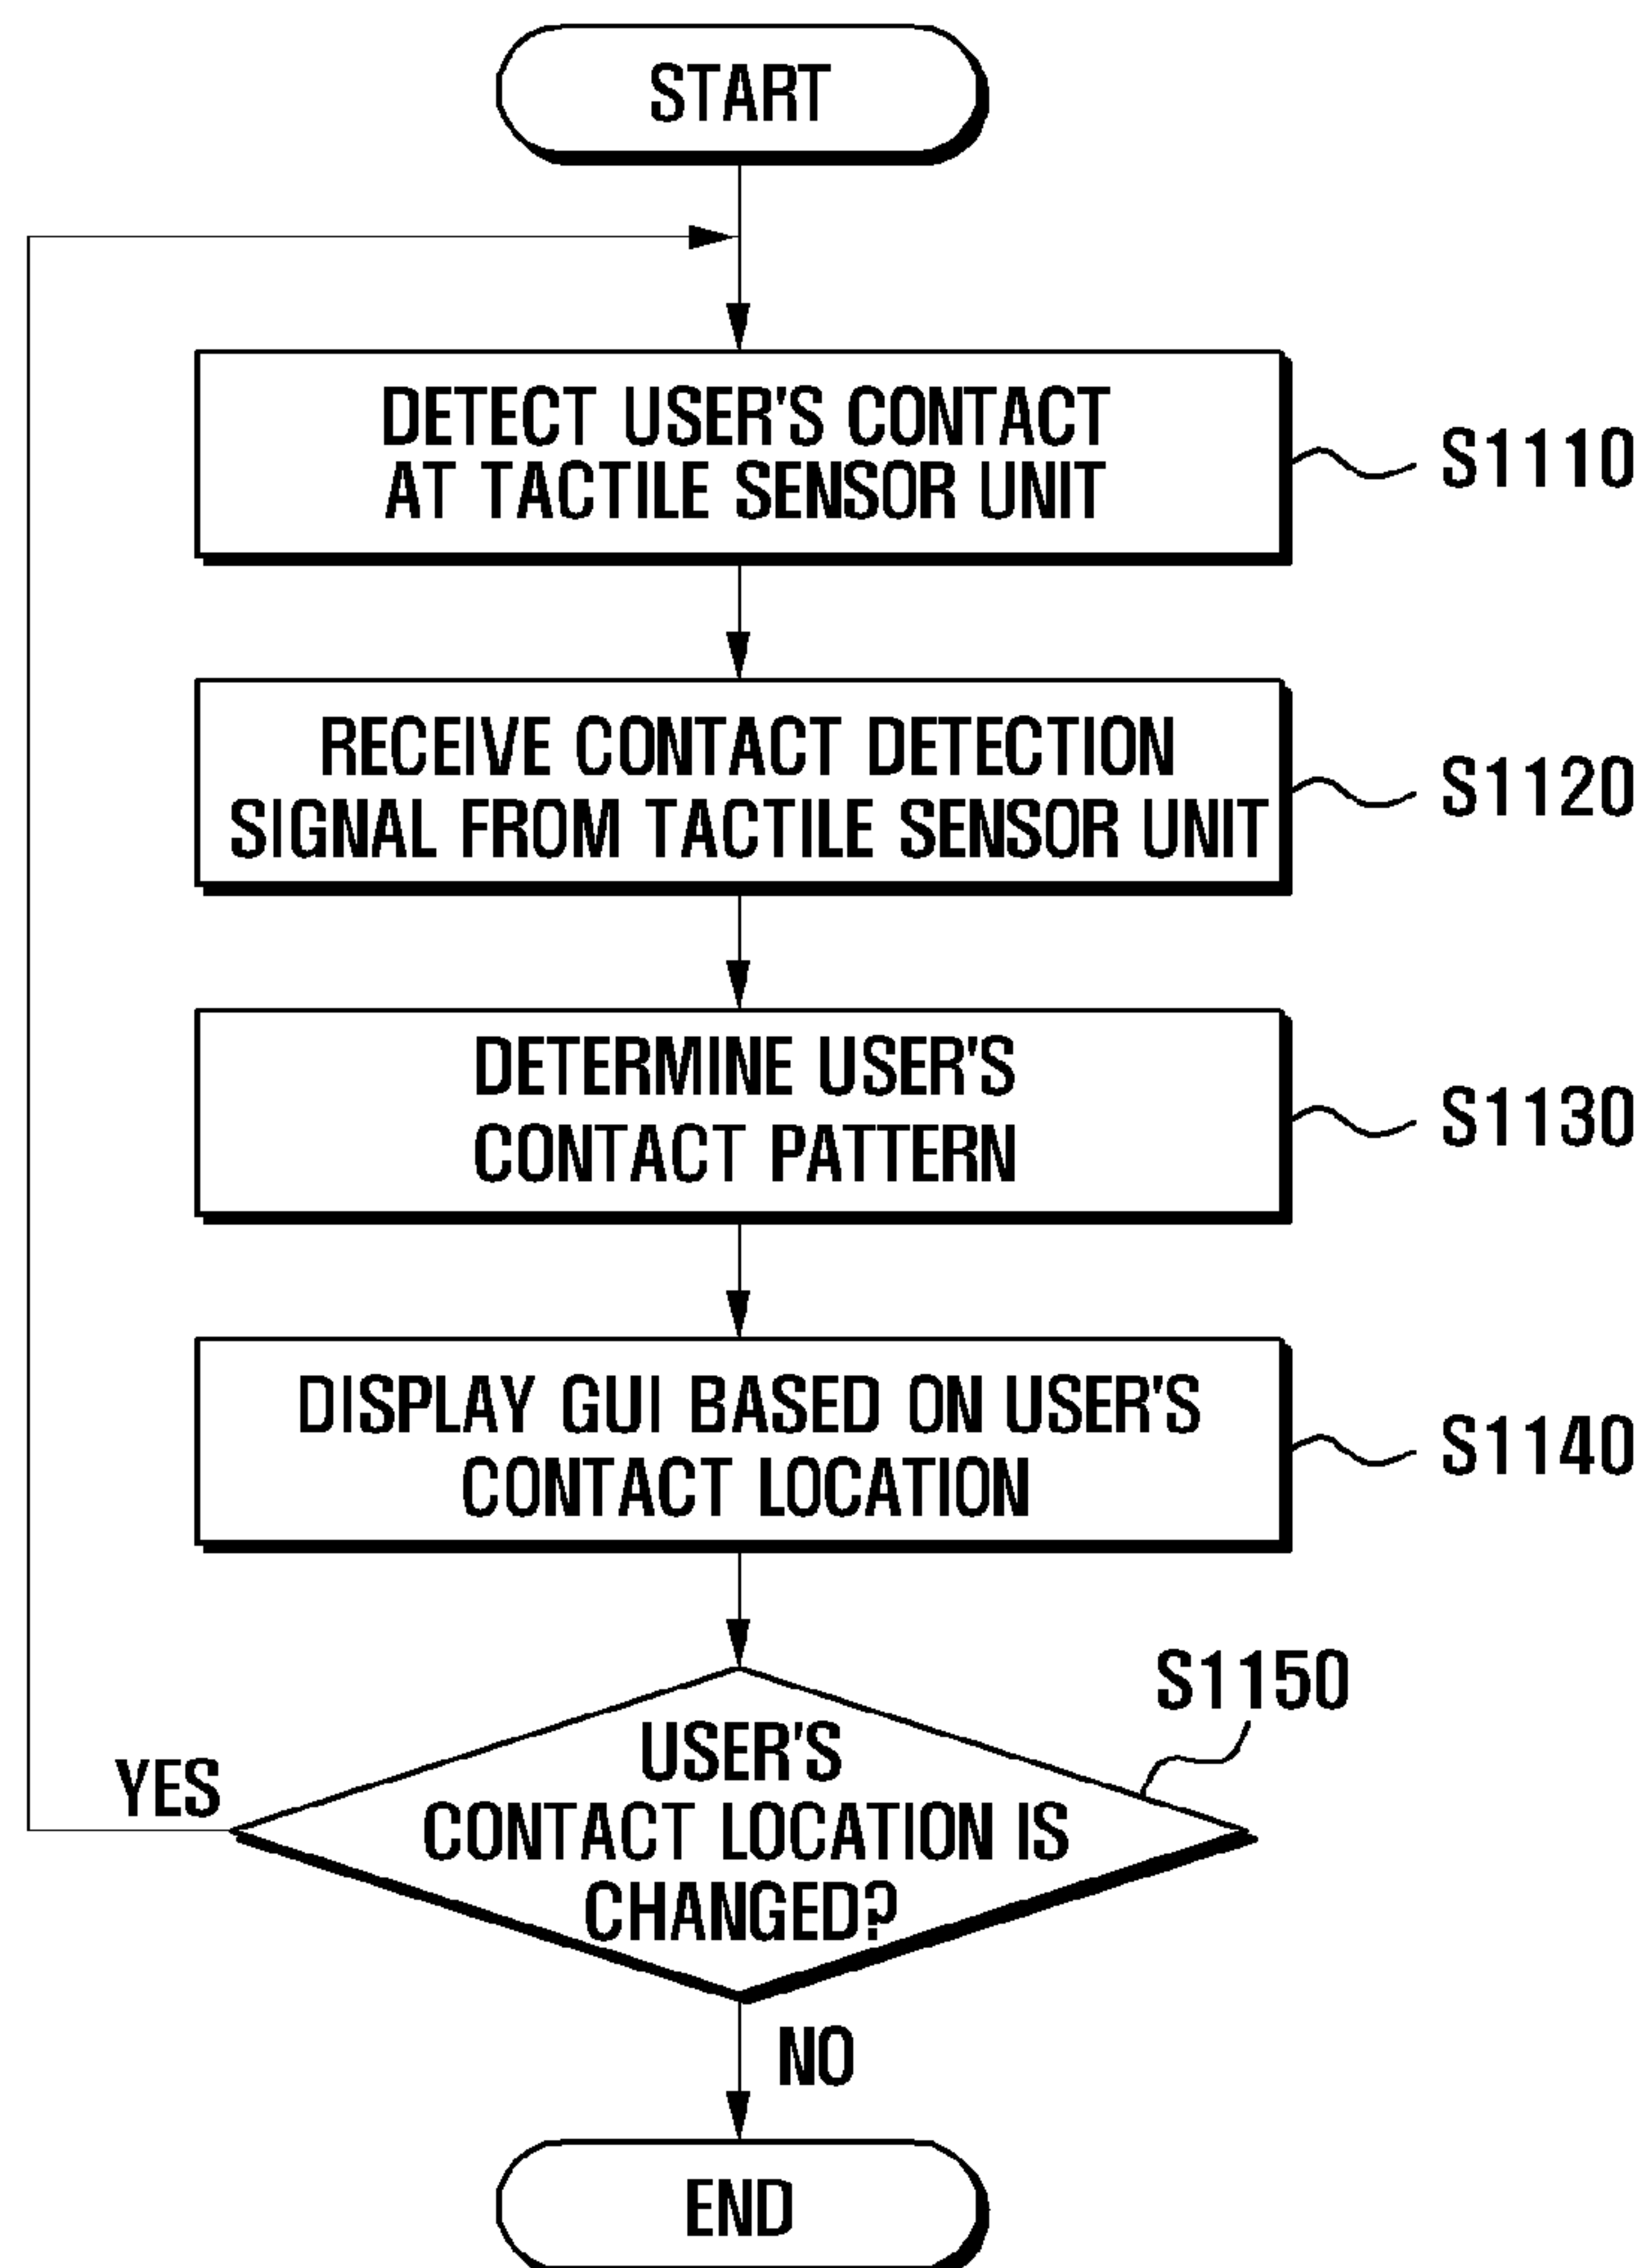 START
DETECT USER'S CONTACT
AT TACTILE SENSOR UNIT
S1110
RECEIVE CONTACT DETECTION
SIGNAL FROM TACTILE SENSOR UNIT
S1120
DETERMINE USER'S
CONTACT PATTERN
S1130
DISPLAY GUI BASED ON USER'S
CONTACT LOCATION
S1140
S1150
USER'S
CONTACT LOCATION IS
CHANGED?
YES
NO
END